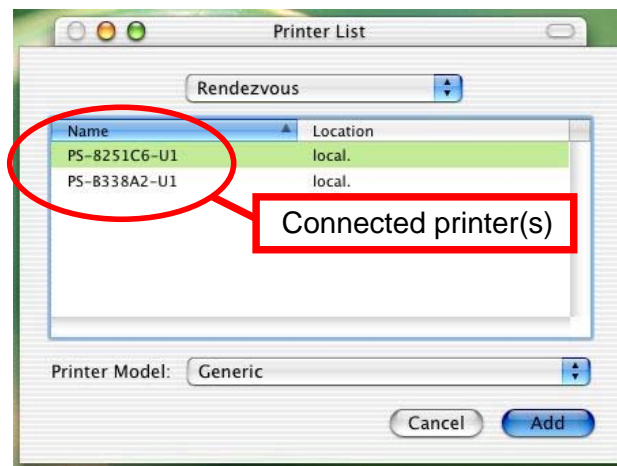 Printer List
Rendezvous
Name Location
PS-8251C6-U1 local.
PS-B338A2-U1 local.
Connected printer(s)
Printer Model: Generic
Cancel Add